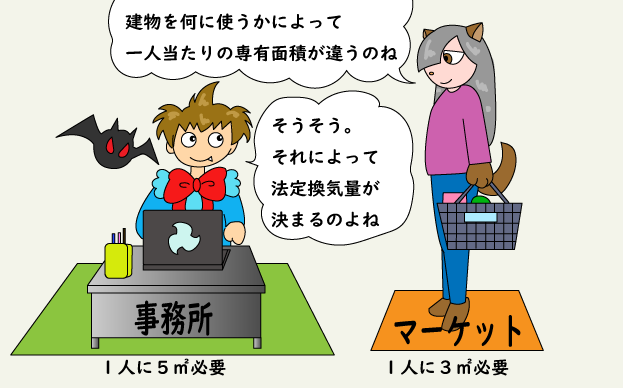 建物を何に使うかによって
一人当たりの専有面積が違うのね
そうそう。
それによって
法定換気量が
決まるのよね
事務所
マーケット
１人に５㎡必要
１人に３㎡必要